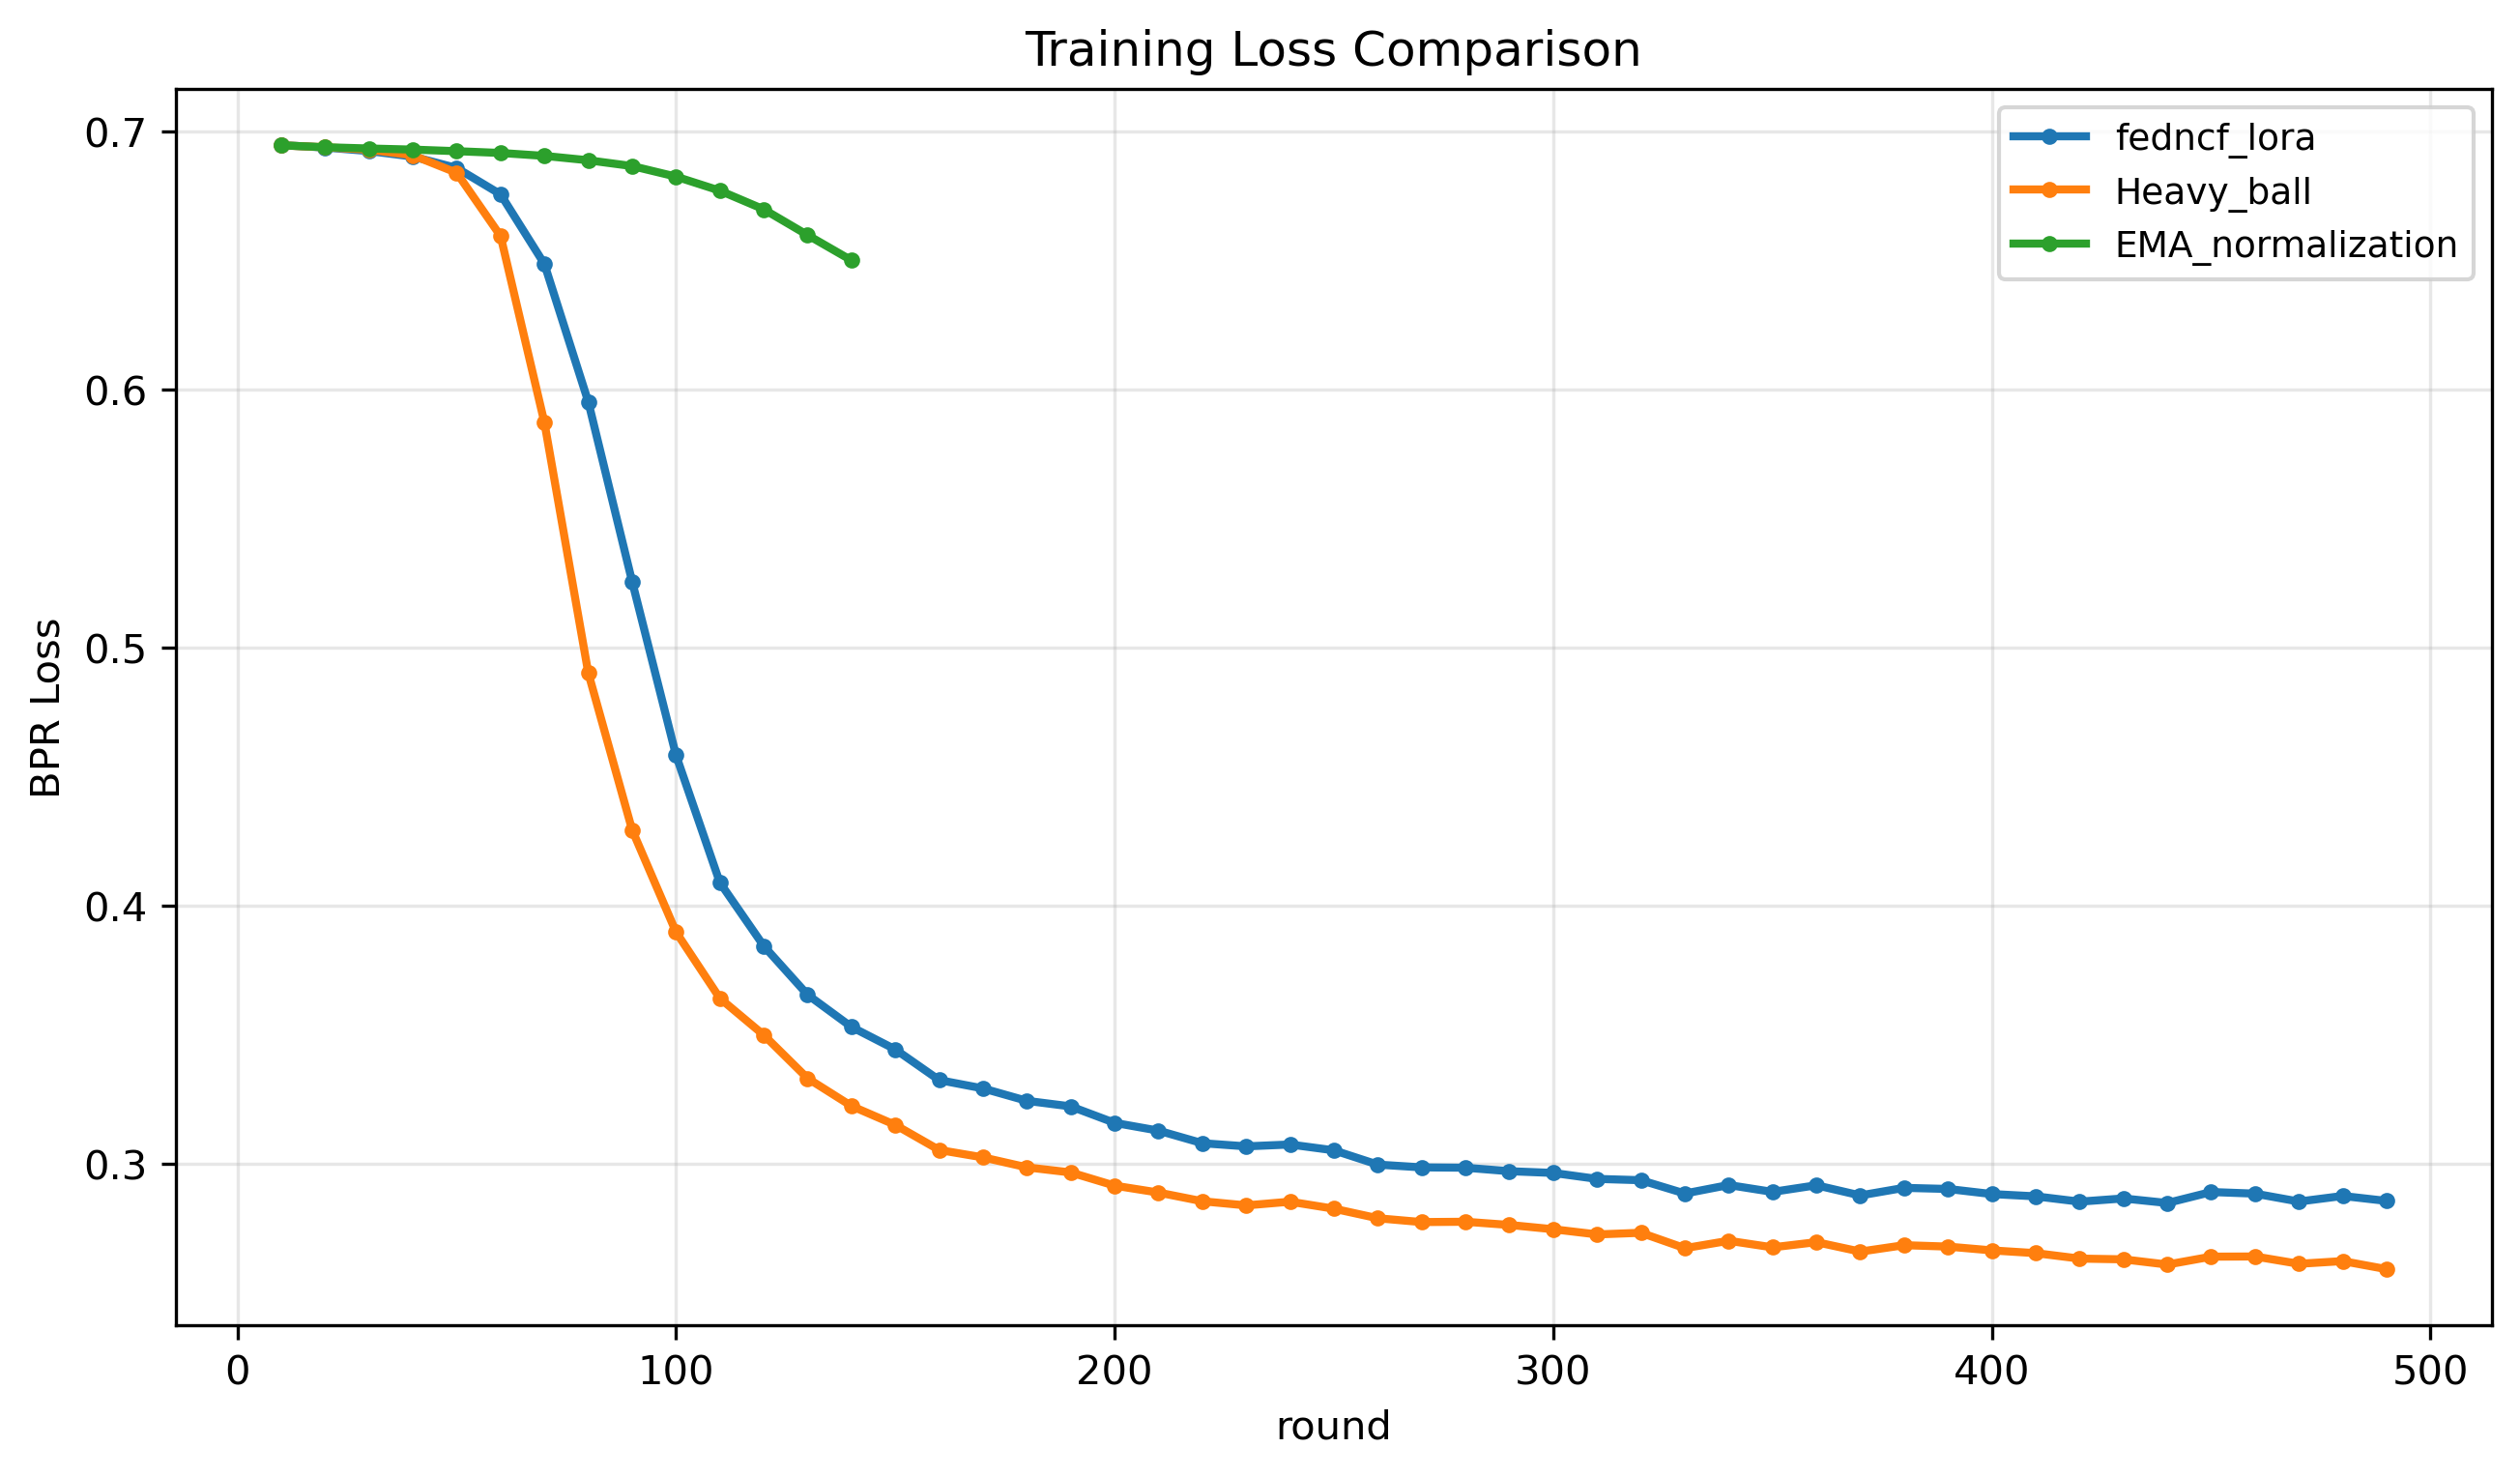 Training Loss Comparison
fedncf_lora
Heavy_ball
EMA_normalization
BPR Loss
0.7
0.6
0.5
0.4
0.3
0
100
200
300
400
500
round